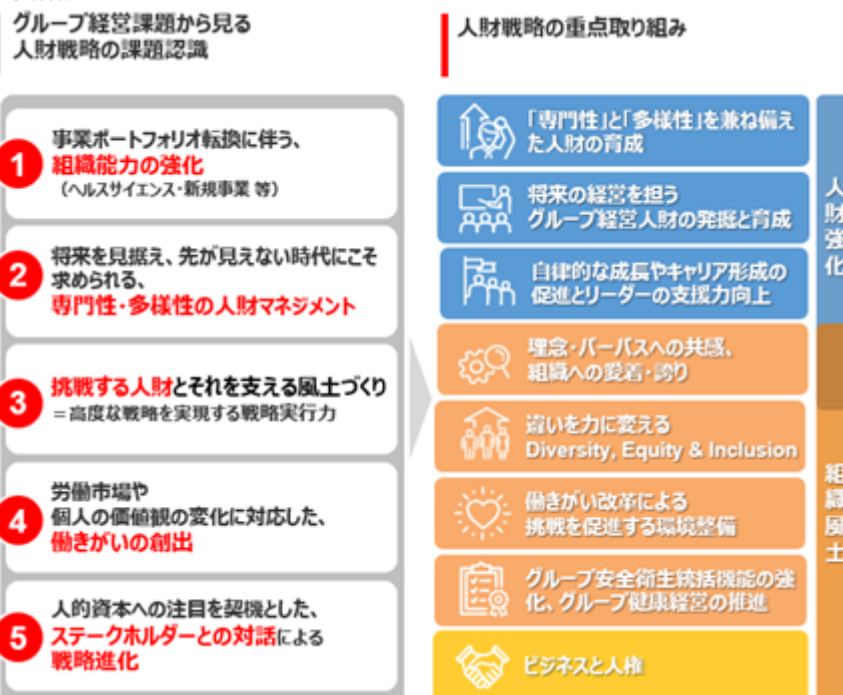 グループ経営課題から見る
人財戦略の課題認識
人財戦略の重点取り組み
1
事業ポートフォリオ転換に伴う、
組織能力の強化
（ヘルスサイエンス・新規事業 等）
2
将来を見据え、先が見えない時代にこそ
求められる、
専門性・多様性の人財マネジメント
3
挑戦する人財とそれを支える風土づくり
＝高度な戦略を実現する戦略実行力
4
労働市場や
個人の価値観の変化に対応した、
働きがいの創出
5
人的資本への注目を契機とした、
ステークホルダーとの対話による
戦略進化
「専門性」と「多様性」を兼ね備え
た人財の育成
将来の経営を担う
グループ経営人財の発掘と育成
自律的な成長やキャリア形成の
促進とリーダーの支援力向上
理念・パーパスへの共感、
組織への愛着・誇り
違いを力に変える
Diversity, Equity & Inclusion
働きがい改革による
挑戦を促進する環境整備
グループ安全衛生統括機能の強
化、グループ健康経営の推進
ビジネスと人権
人財強化
組織風土